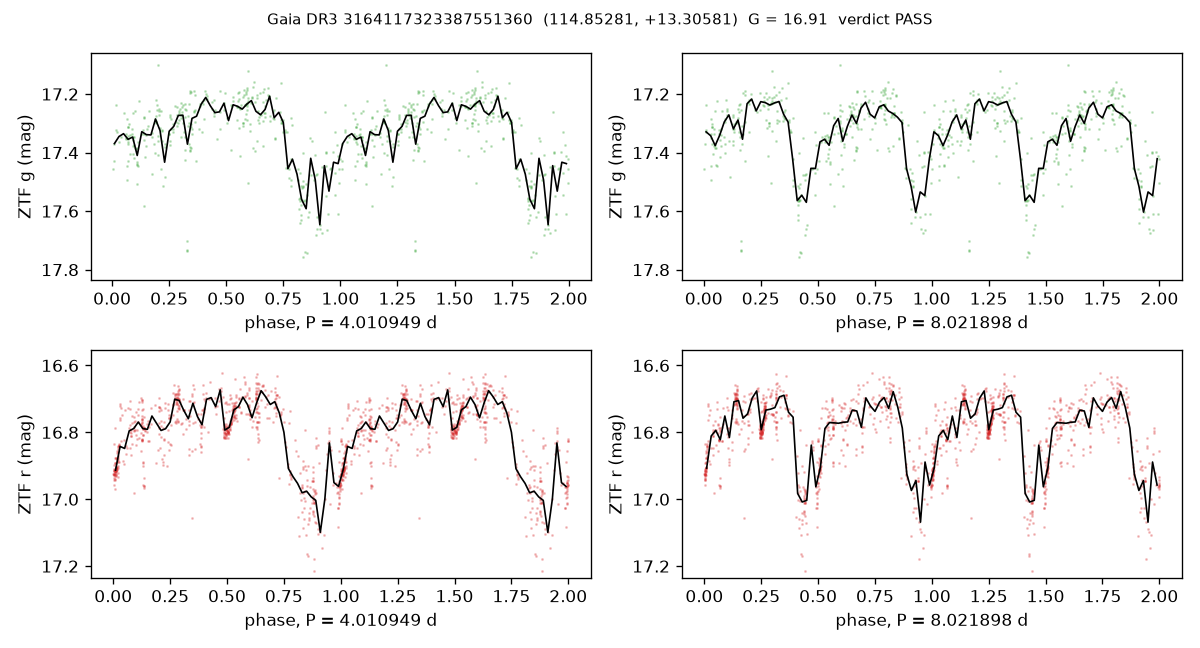 Gaia DR3 3164117323387551360 (114.85281, +13.30581) G = 16.91 verdict PASS
ZTF g (mag)
17.2
17.4
17.6
17.8
0.00 0.25 0.50 0.75 1.00 1.25 1.50 1.75 2.00
phase, P = 4.010949 d
ZTF g (mag)
17.2
17.4
17.6
17.8
0.00 0.25 0.50 0.75 1.00 1.25 1.50 1.75 2.00
phase, P = 8.021898 d
ZTF r (mag)
16.6
16.8
17.0
17.2
0.00 0.25 0.50 0.75 1.00 1.25 1.50 1.75 2.00
phase, P = 4.010949 d
ZTF r (mag)
16.6
16.8
17.0
17.2
0.00 0.25 0.50 0.75 1.00 1.25 1.50 1.75 2.00
phase, P = 8.021898 d